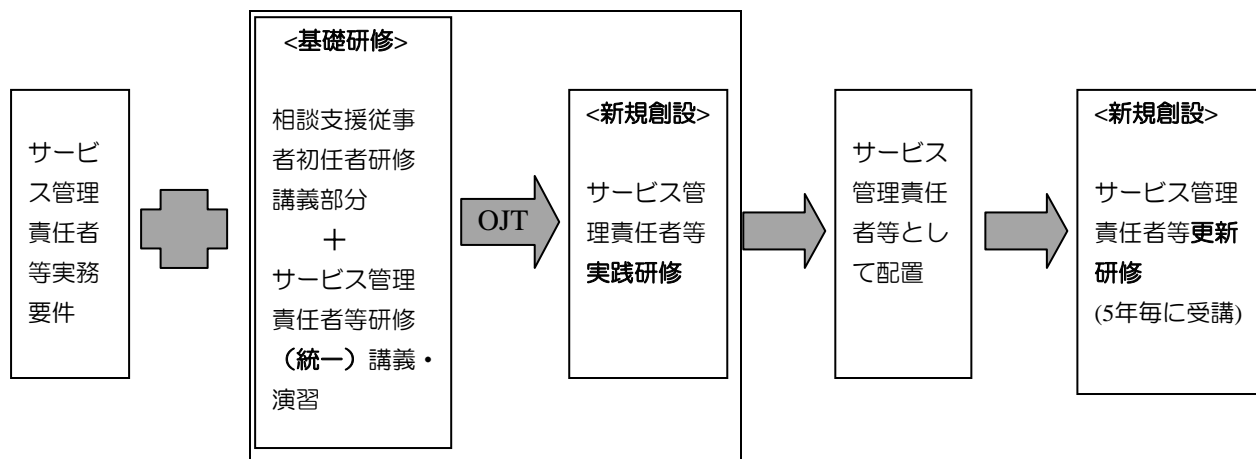 サービ
ス管理
責任者
等実務
要件
<基礎研修>
相談支援従事
者初任者研修
講義部分
＋
サービス管理
責任者等研修
（統一）講義・
演習
OJT
<新規創設>
サービス管
理責任者等
実践研修
サービス
管理責任
者等とし
て配置
<新規創設>
サービス管理
責任者等更新
研修
(5年毎に受講)